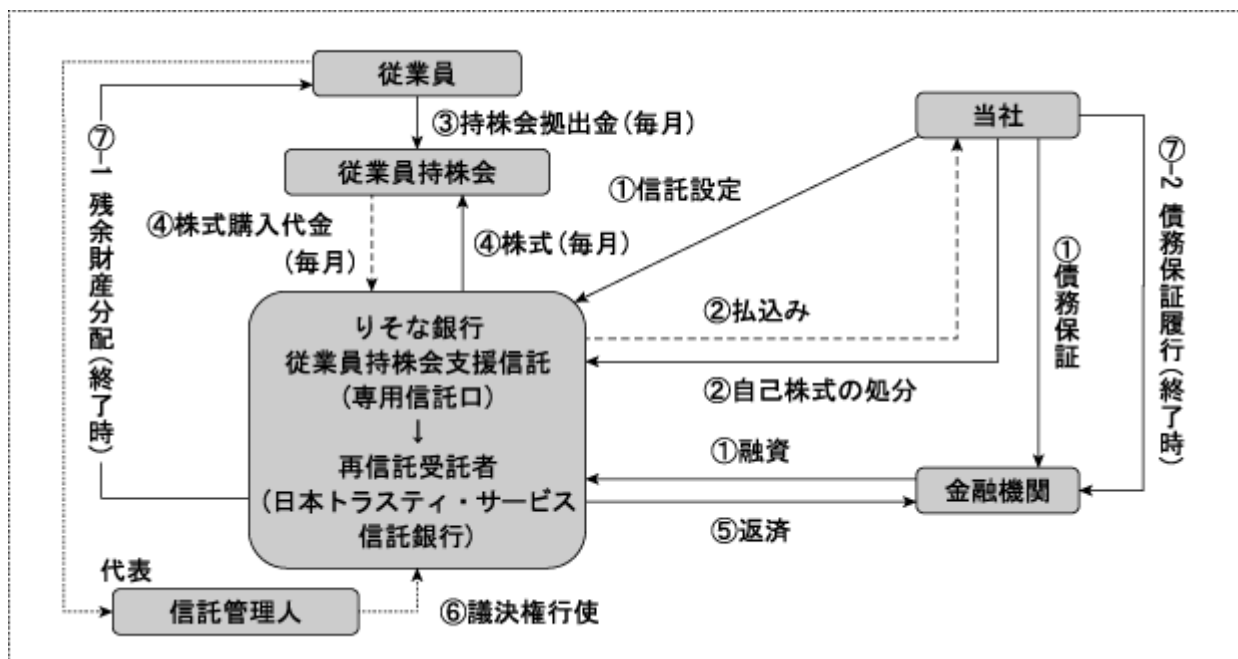 従業員
③持株会拠出金(毎月)
従業員持株会
④株式購入代金
(毎月)
④株式(毎月)
当社
①信託設定
②払込み
②自己株式の処分
①債務保証
⑦-2 債務保証履行(終了時)
⑦-1 残余財産分配(終了時)
りそな銀行
従業員持株会支援信託
(専用信託口)
↓
再信託受託者
(日本トラスティ・サービス
信託銀行)
①融資
金融機関
⑤返済
代表
信託管理人
⑥議決権行使